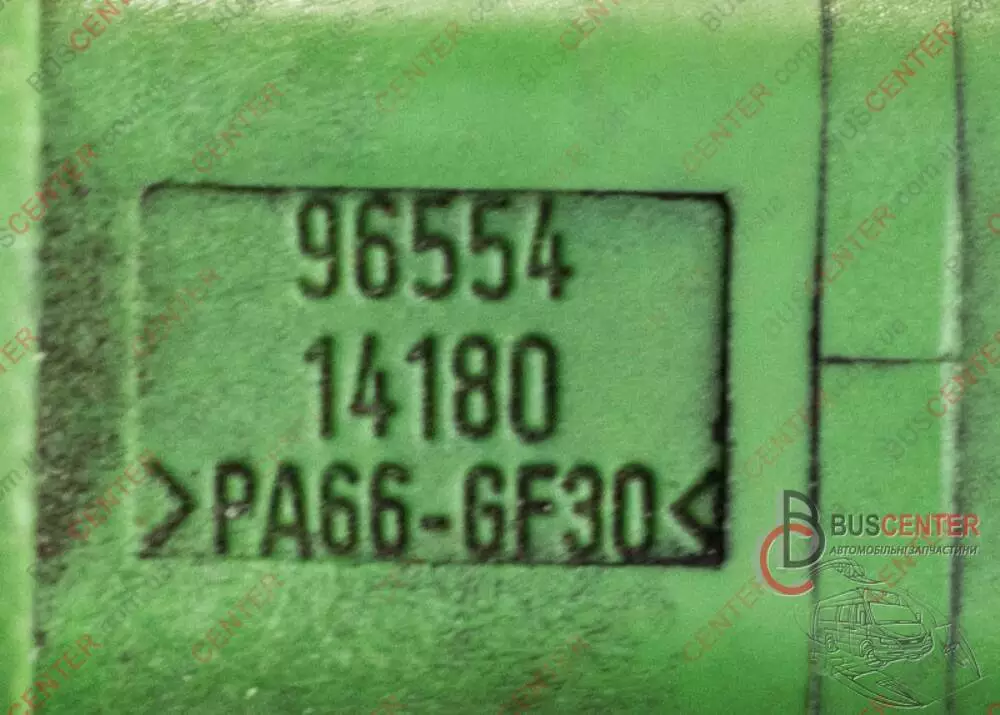 96554
14180
>PA66-GF30<
BUSCENTER
АВТОМОБІЛЬНІ ЗАПЧАСТИНИ